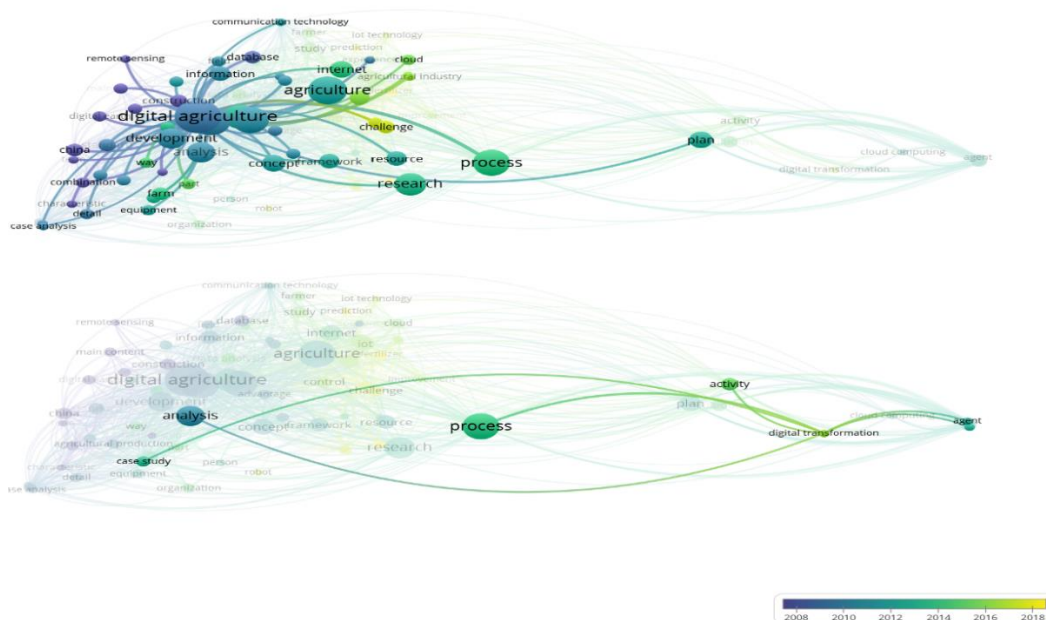 communication technology
farmer
iot technology
study
prediction
remote sensing
database
internet
cloud
information
agricultural industry
agriculture
construction
digital agriculture
challenge
activity
development
plan
china
analysis
way
concept
framework
resource
process
cloud computing
agent
digital transformation
combination
part
research
farm
characteristic
person
robot
detail
equipment
case analysis
organization
communication technology
farmer
iot technology
study
prediction
remote sensing
database
cloud
information
internet
main content
iot
agriculture
construction
digital agriculture
control
challenge
activity
advantage
development
plan
china
analysis
way
concept
framework
resource
process
cloud computing
agent
digital transformation
agricultural production
research
case study
person
characteristic
detail
equipment
robot
case analysis
organization
2008 2010 2012 2014 2016 2018